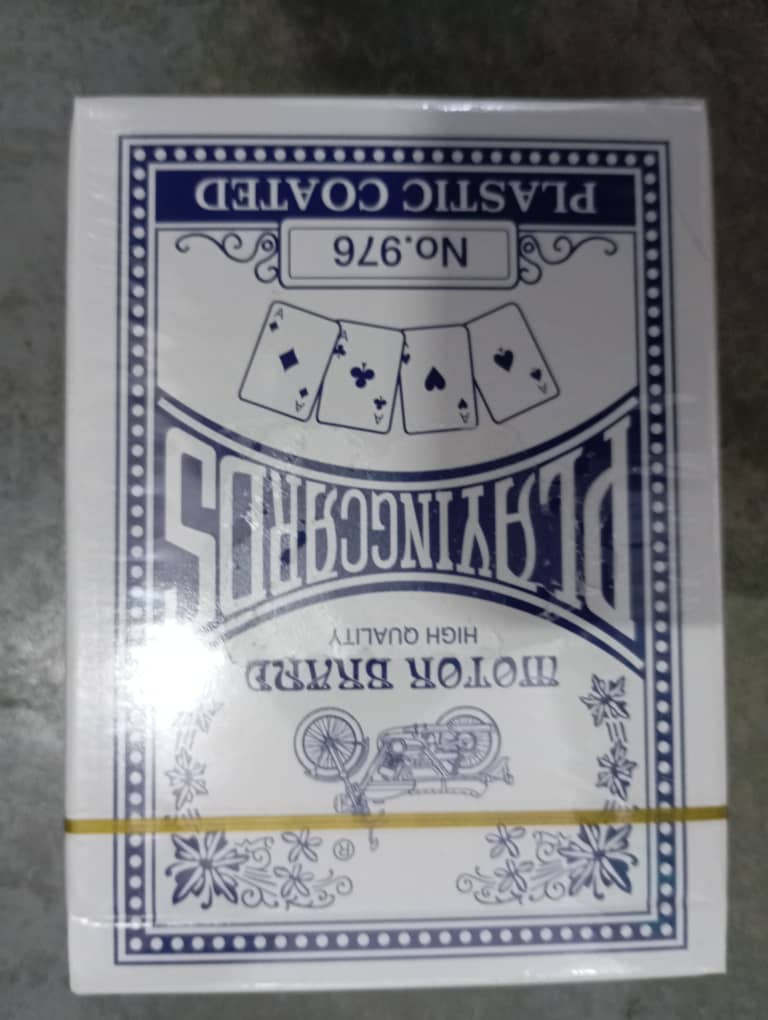 ®
MOTOR BRAND
HIGH QUALITY
PLAYINGCARDS
A
A
A
A
A
A
A
A
No.976
PLASTIC COATED